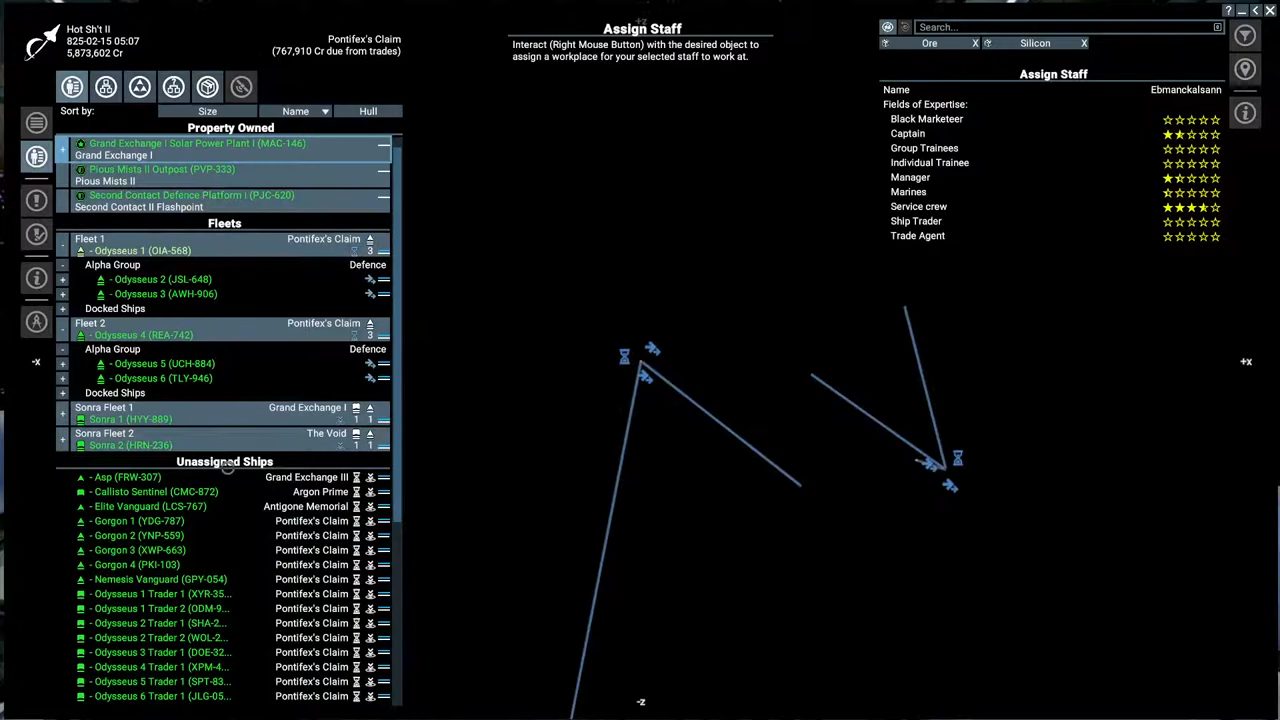 Hot Sh't II
825-02-15 05:07
5,873,602 Cr
Pontifex's Claim
(767,910 Cr due from trades)
Sort by:
Size
Name
Hull
Property Owned
Grand Exchange I Solar Power Plant I (MAC-146)
Grand Exchange I
Pious Mists II Outpost (PVP-333)
Pious Mists II
Second Contact Defence Platform I (PJC-620)
Second Contact II Flashpoint
Fleets
Fleet 1 Pontifex's Claim
- Odysseus 1 (OIA-568) 3
Alpha Group Defence
- Odysseus 2 (JSL-648)
- Odysseus 3 (AWH-906)
Docked Ships
Fleet 2 Pontifex's Claim
- Odysseus 4 (REA-742) 3
Alpha Group Defence
- Odysseus 5 (UCH-884)
- Odysseus 6 (TLY-946)
Docked Ships
Sonra Fleet 1 Grand Exchange I
Sonra 1 (HYY-889) 1 1
Sonra Fleet 2 The Void
Sonra 2 (HRN-236) 1 1
Unassigned Ships
- Asp (FRW-307) Grand Exchange III
- Callisto Sentinel (CMC-872) Argon Prime
- Elite Vanguard (LCS-767) Antigone Memorial
- Gorgon 1 (YDG-787) Pontifex's Claim
- Gorgon 2 (YNP-559) Pontifex's Claim
- Gorgon 3 (XWP-663) Pontifex's Claim
- Gorgon 4 (PKI-103) Pontifex's Claim
- Nemesis Vanguard (GPY-054) Pontifex's Claim
- Odysseus 1 Trader 1 (XYR-35... Pontifex's Claim
- Odysseus 1 Trader 2 (ODM-9... Pontifex's Claim
- Odysseus 2 Trader 1 (SHA-2... Pontifex's Claim
- Odysseus 2 Trader 2 (WOL-2... Pontifex's Claim
- Odysseus 3 Trader 1 (DOE-32... Pontifex's Claim
- Odysseus 4 Trader 1 (XPM-4... Pontifex's Claim
- Odysseus 5 Trader 1 (SPT-83... Pontifex's Claim
- Odysseus 6 Trader 1 (JLG-05... Pontifex's Claim
+z
Assign Staff
Interact (Right Mouse Button) with the desired object to
assign a workplace for your selected staff to work at.
-x
+x
-z
Search...
Ore X
Silicon X
Assign Staff
Name Ebmanckalsann
Fields of Expertise:
Black Marketeer
Captain
Group Trainees
Individual Trainee
Manager
Marines
Service crew
Ship Trader
Trade Agent